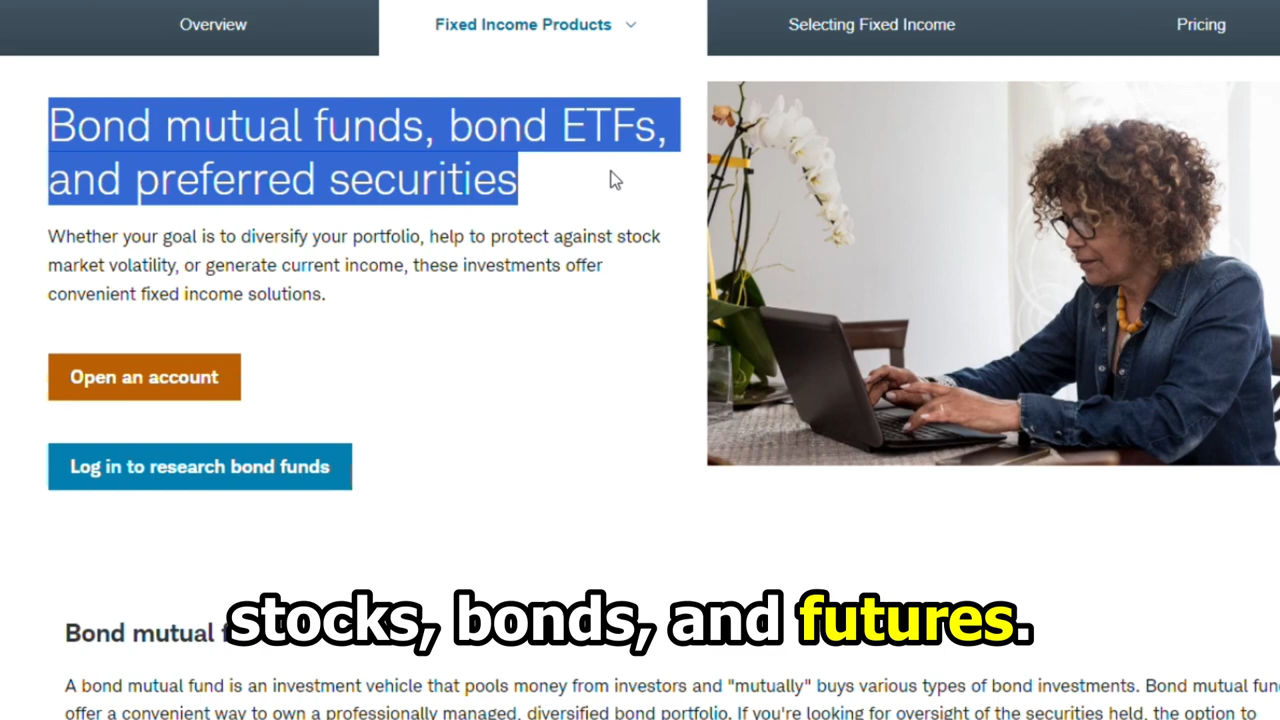 Overview Fixed Income Products Selecting Fixed Income Pricing
Bond mutual funds, bond ETFs,
and preferred securities
Whether your goal is to diversify your portfolio, help to protect against stock
market volatility, or generate current income, these investments offer
convenient fixed income solutions.
Open an account
Log in to research bond funds
stocks, bonds, and futures.
Bond mutual
A bond mutual fund is an investment vehicle that pools money from investors and "mutually" buys various types of bond investments. Bond mutual
offer a convenient way to own a professionally managed, diversified bond portfolio. If you're looking for oversight of the securities held, the option to